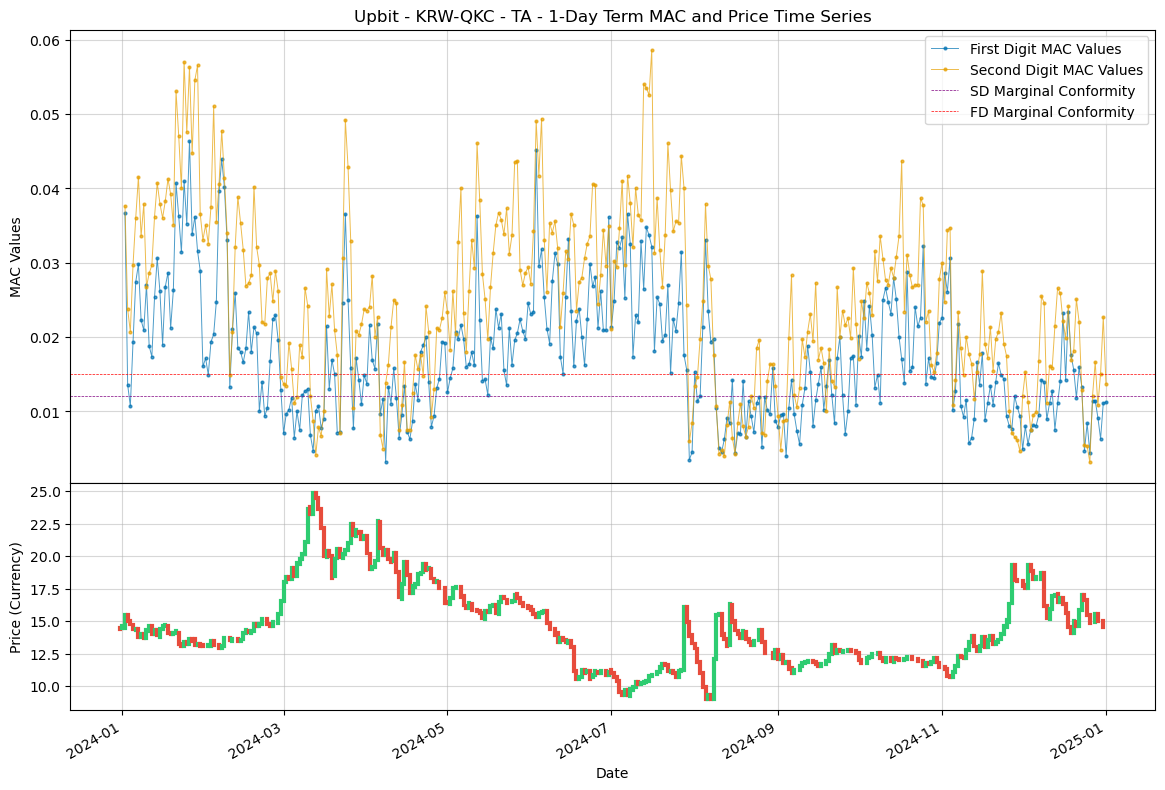 Upbit - KRW-QKC - TA - 1-Day Term MAC and Price Time Series
First Digit MAC Values
Second Digit MAC Values
SD Marginal Conformity
FD Marginal Conformity
MAC Values
0.06
0.05
0.04
0.03
0.02
0.01
Price (Currency)
25.0
22.5
20.0
17.5
15.0
12.5
10.0
2024-01
2024-03
2024-05
2024-07
2024-09
2024-11
2025-01
Date